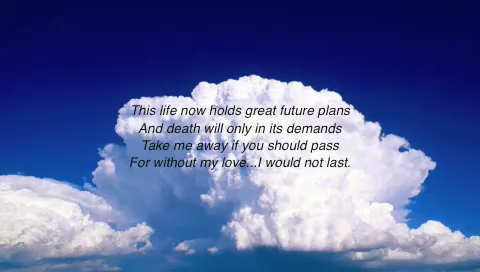 This life now holds great future plans
And death will only in its demands
Take me away if you should pass
For without my love...I would not last.